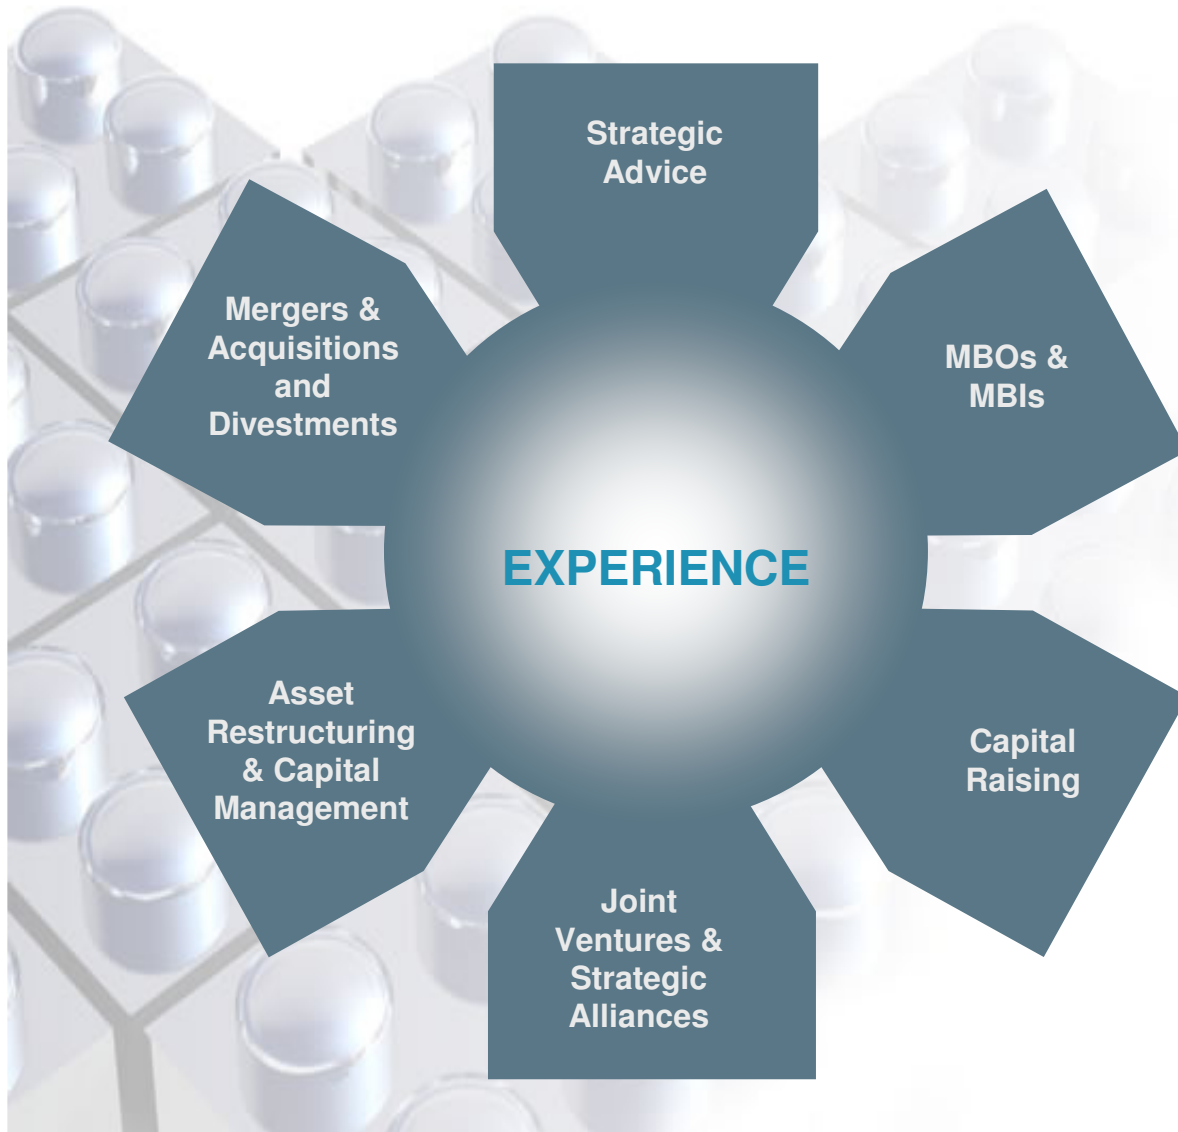 Strategic
Advice
Mergers &
Acquisitions
and
Divestments
MBOs &
MBIs
EXPERIENCE
Asset
Restructuring
& Capital
Management
Capital
Raising
Joint
Ventures &
Strategic
Alliances